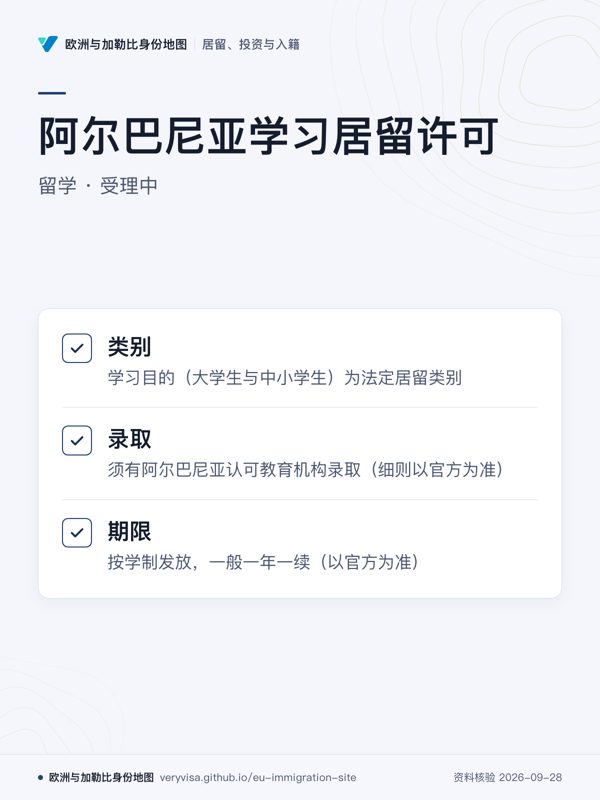 欧洲与加勒比身份地图 居留、投资与入籍
阿尔巴尼亚学习居留许可
留学 · 受理中
类别
学习目的（大学生与中小学生）为法定居留类别
录取
须有阿尔巴尼亚认可教育机构录取（细则以官方为准）
期限
按学制发放，一般一年一续（以官方为准）
欧洲与加勒比身份地图 veryvisa.github.io/eu-immigration-site 资料核验 2026-09-28